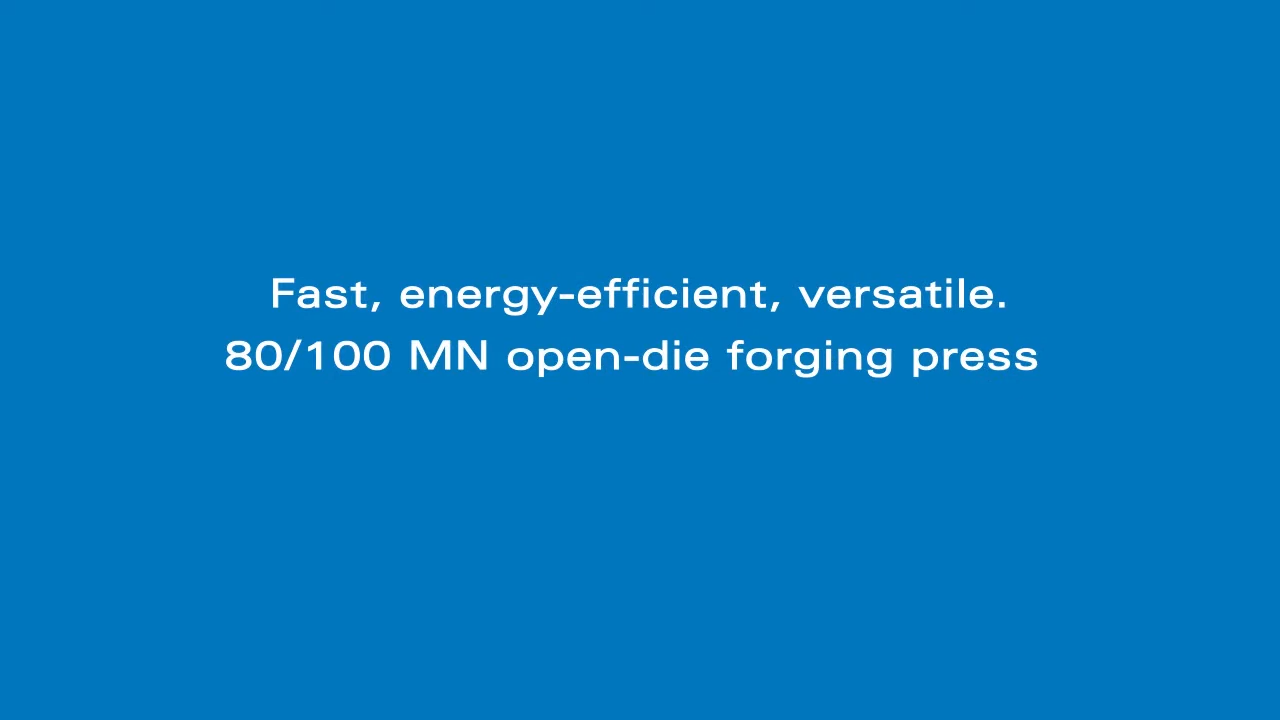 Fast, energy-efficient, versatile.
80/100 MN open-die forging press